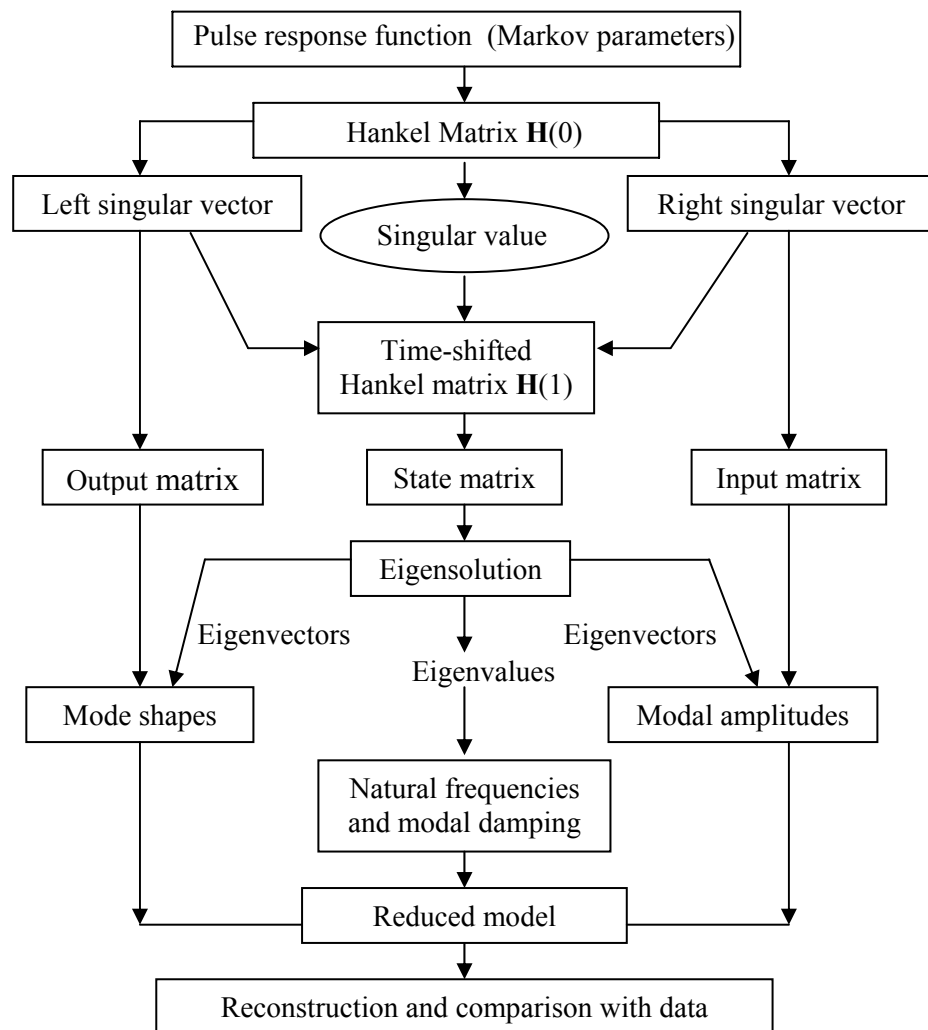 Pulse response function (Markov parameters)
Hankel Matrix H(0)
Left singular vector
Singular value
Right singular vector
Time-shifted
Hankel matrix H(1)
Output matrix
State matrix
Input matrix
Eigensolution
Eigenvectors
Eigenvalues
Eigenvectors
Mode shapes
Modal amplitudes
Natural frequencies
and modal damping
Reduced model
Reconstruction and comparison with data